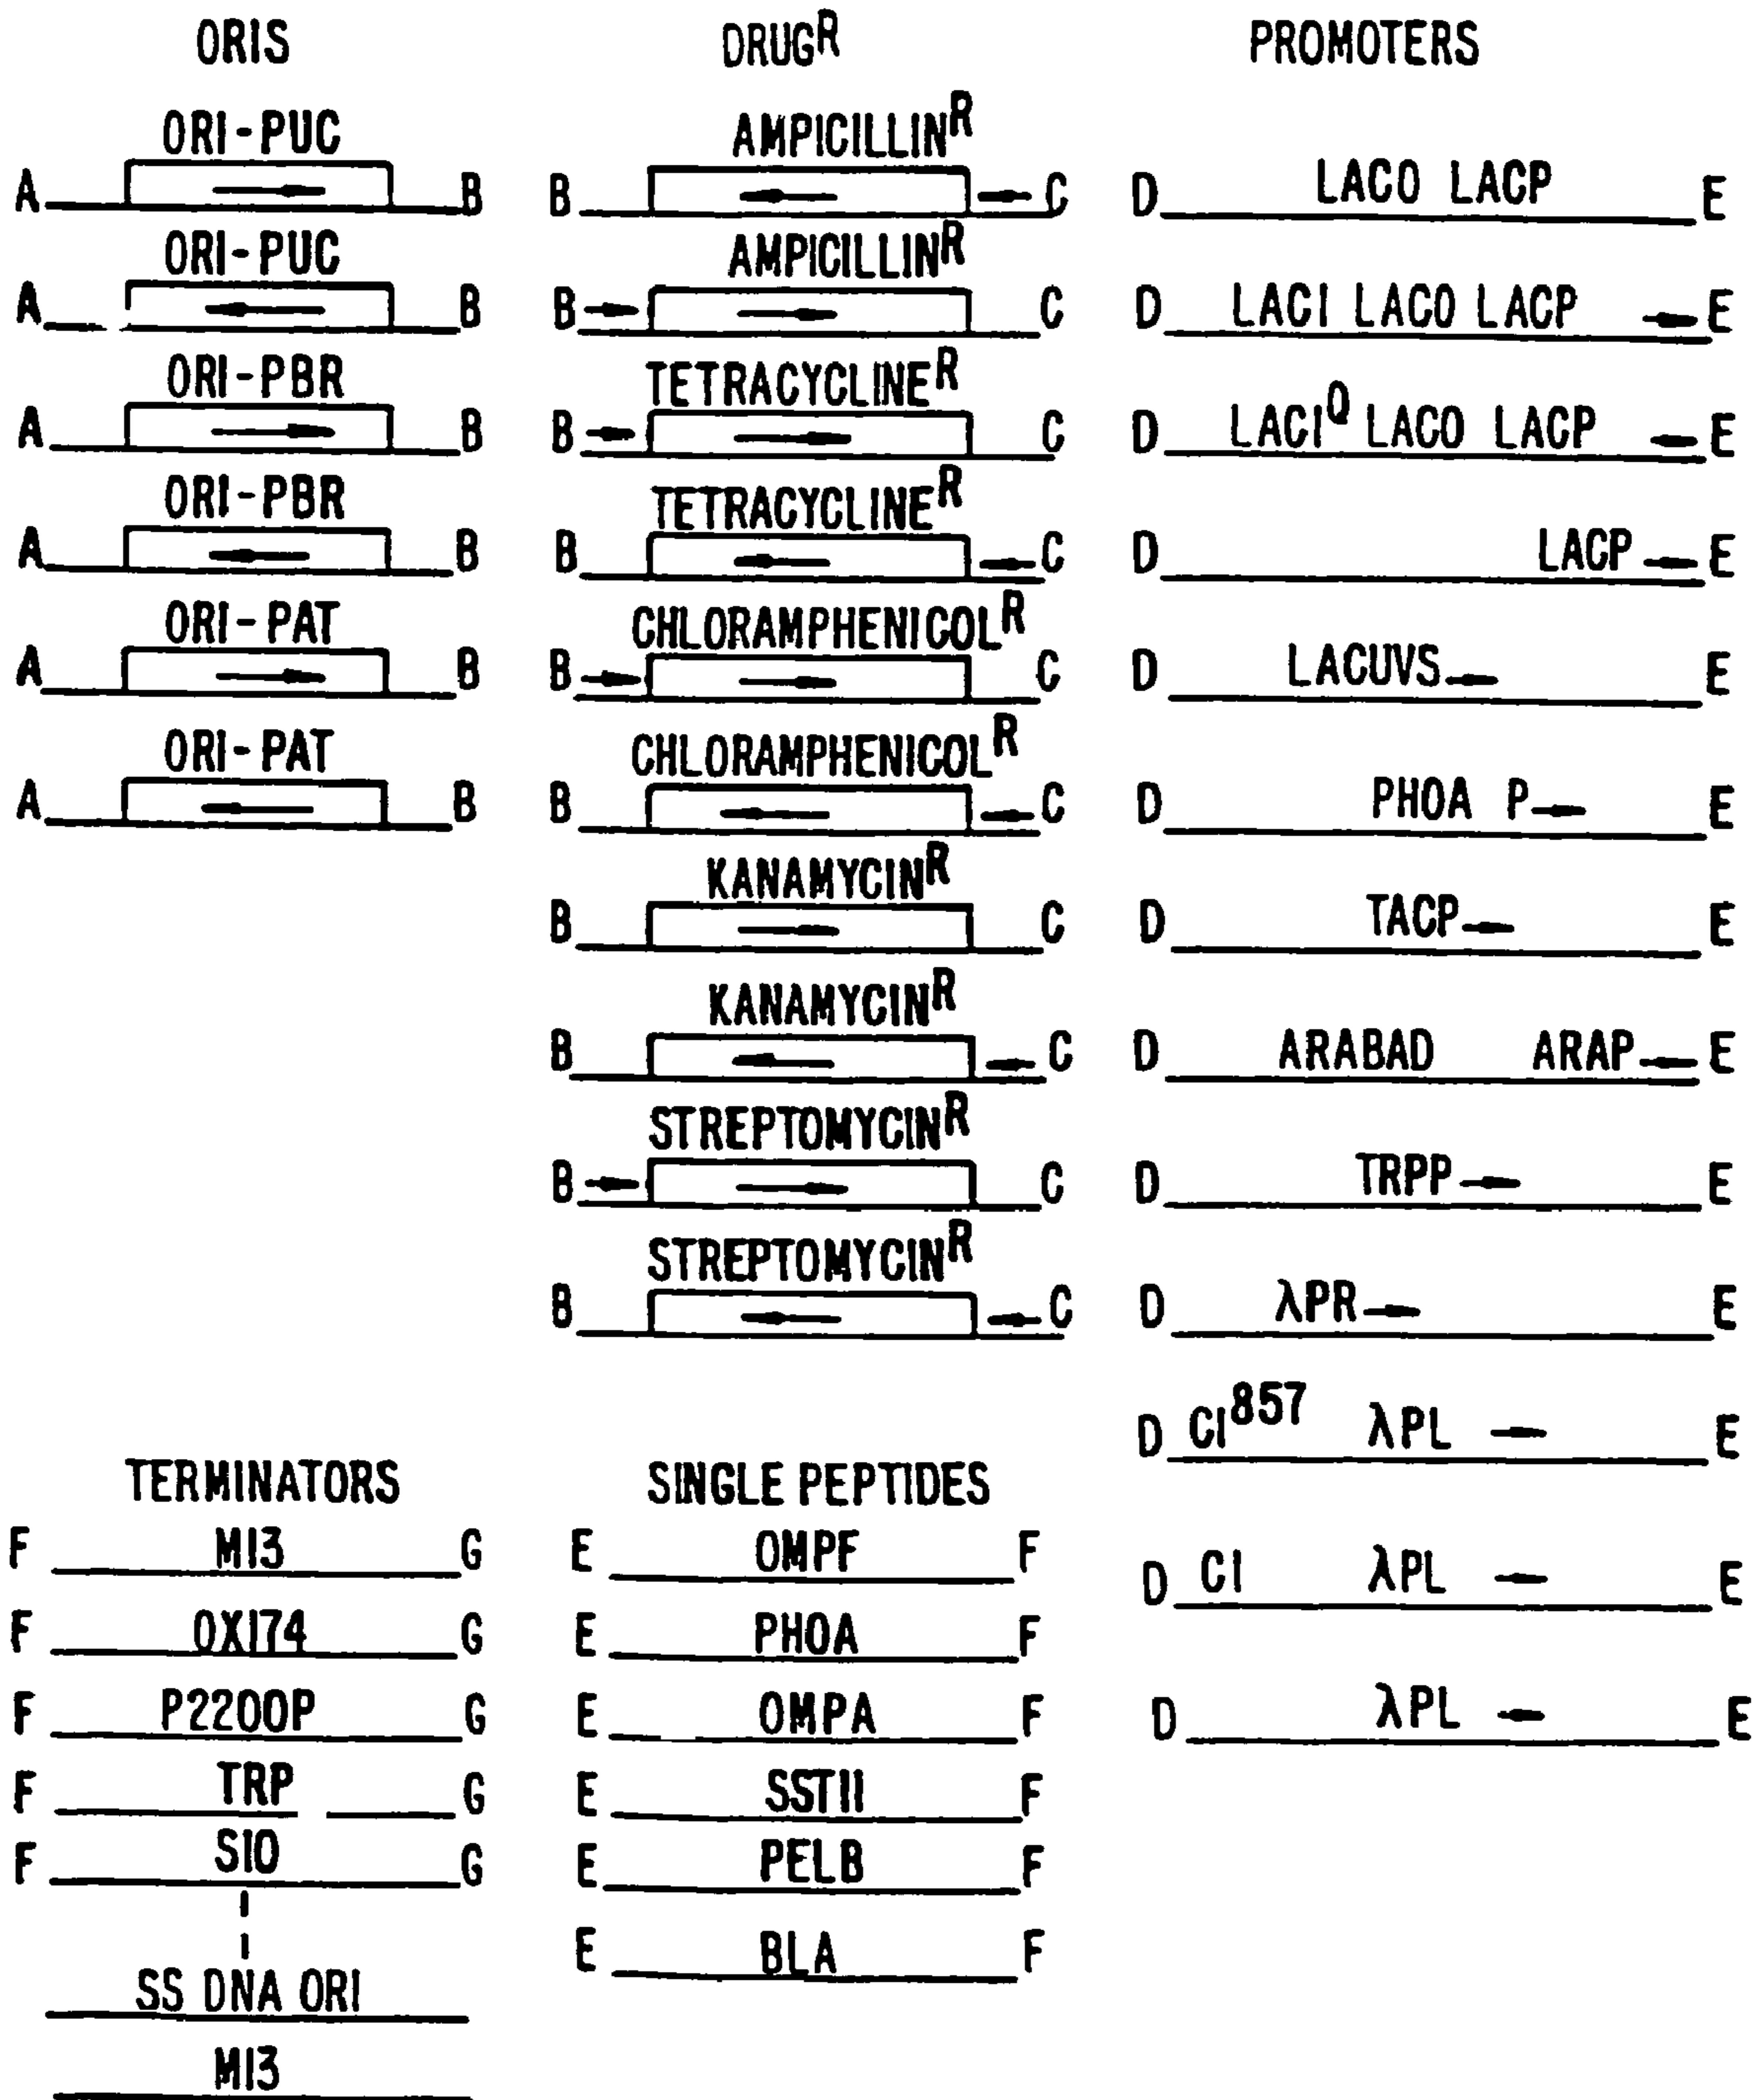 ORIS
A ORI-PUC B
A ORI-PUC B
A ORI-PBR B
A ORI-PBR B
A ORI-PAT B
A ORI-PAT B
DRUGR
B AMPICILLINR C
B AMPICILLINR C
B TETRACYCLINER C
B TETRACYCLINER C
B CHLORAMPHENICOLR C
B CHLORAMPHENICOLR C
B KANAMYCINR C
B KANAMYCINR C
B STREPTOMYCINR C
B STREPTOMYCINR C
PROMOTERS
D LACO LACP E
D LACI LACO LACP E
D LACIQ LACO LACP E
D LACP E
D LACUVS E
D PHOA P E
D TACP E
D ARABAD ARAP E
D TRPP E
D λPR E
D CI857 λPL E
D CI λPL E
D λPL E
TERMINATORS
F M13 G
F 0X174 G
F P2200P G
F TRP G
F S10 G
SS DNA ORI
M13
SINGLE PEPTIDES
E OMPF F
E PHOA F
E OMPA F
E SSTII F
E PELB F
E BLA F